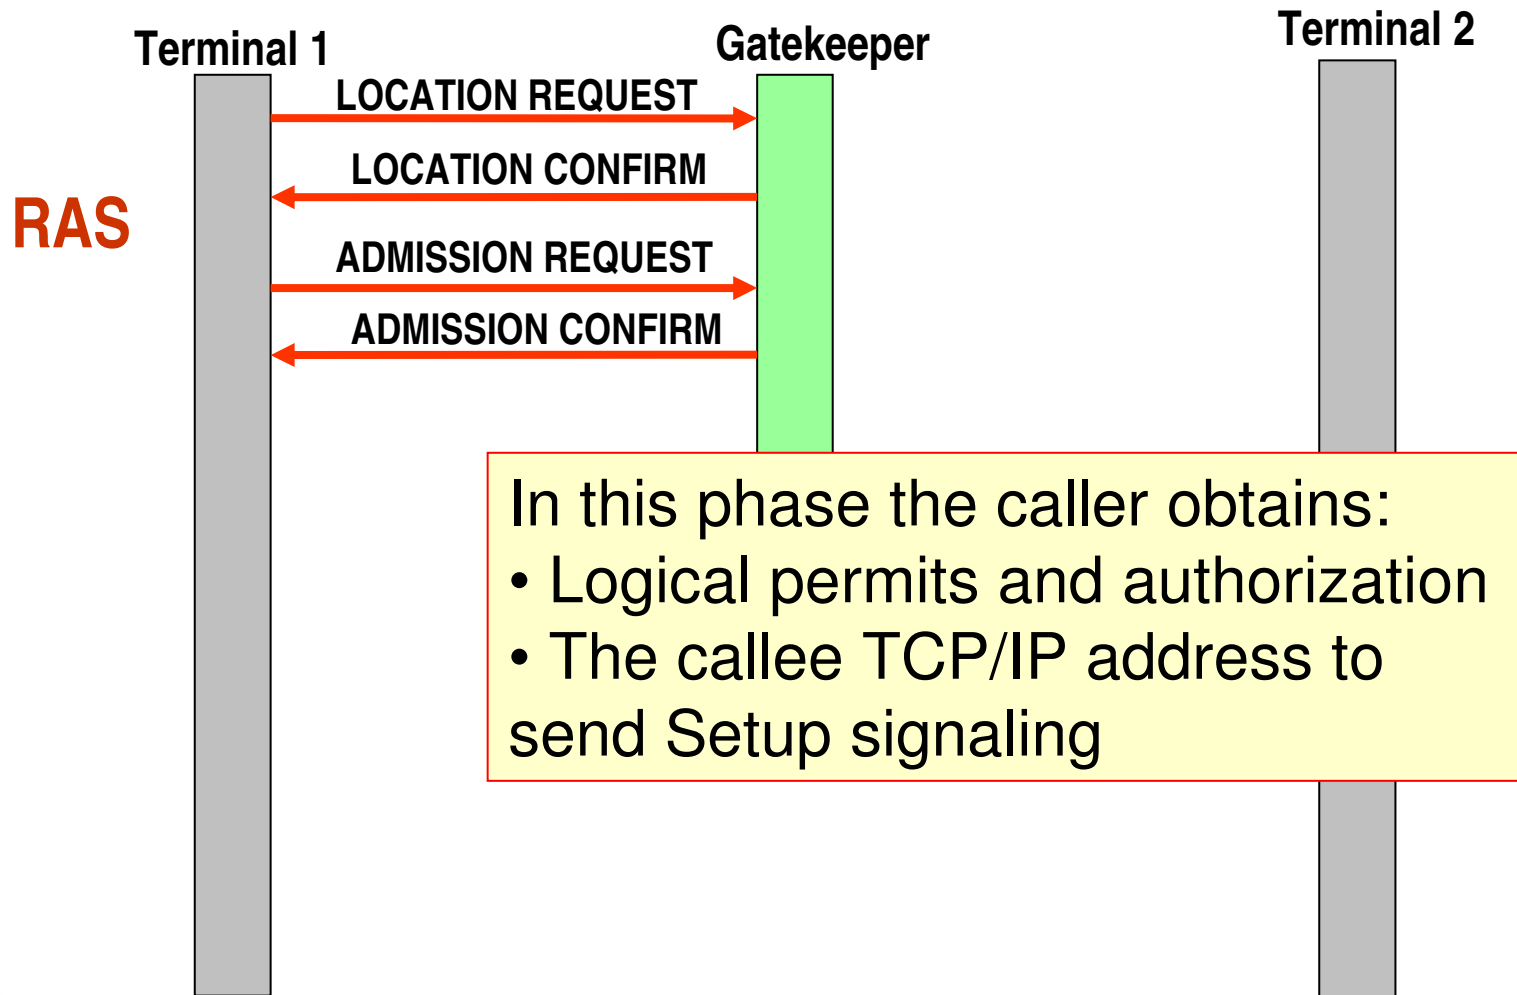 Terminal 1
Gatekeeper
Terminal 2
LOCATION REQUEST
LOCATION CONFIRM
RAS
ADMISSION REQUEST
ADMISSION CONFIRM
In this phase the caller obtains:
• Logical permits and authorization
• The callee TCP/IP address to
send Setup signaling